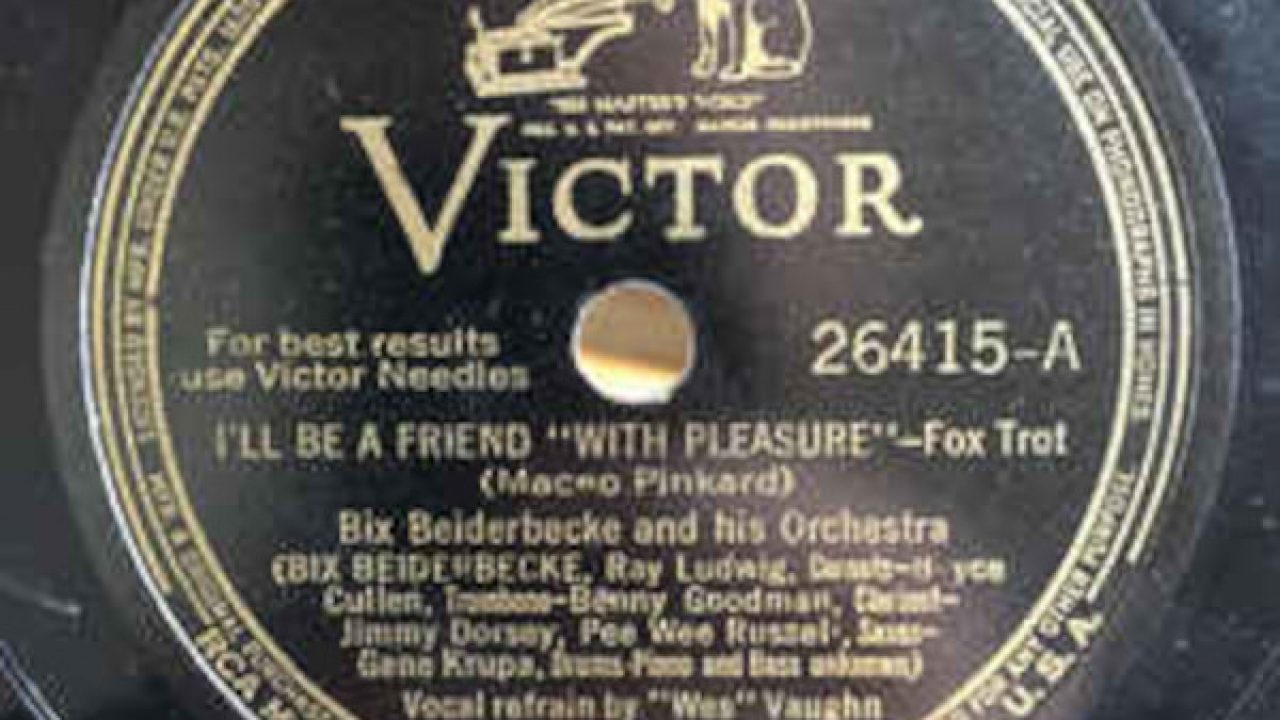 "HIS MASTER'S VOICE"
VICTOR
For best results
use Victor Needles
26415-A
I'LL BE A FRIEND "WITH PLEASURE"–Fox Trot
(Maceo Pinkard)
Bix Beiderbecke and his Orchestra
(BIX BEIDERBECKE, Ray Ludwig,
Cullen, Trombone–Benny Goodman, Clarinet–
Jimmy Dorsey, Pee Wee Russel
Gene Krupa, Drums-Piano and Bass unknown)
Vocal refrain by "Wes" Vaughn
U. S. A.